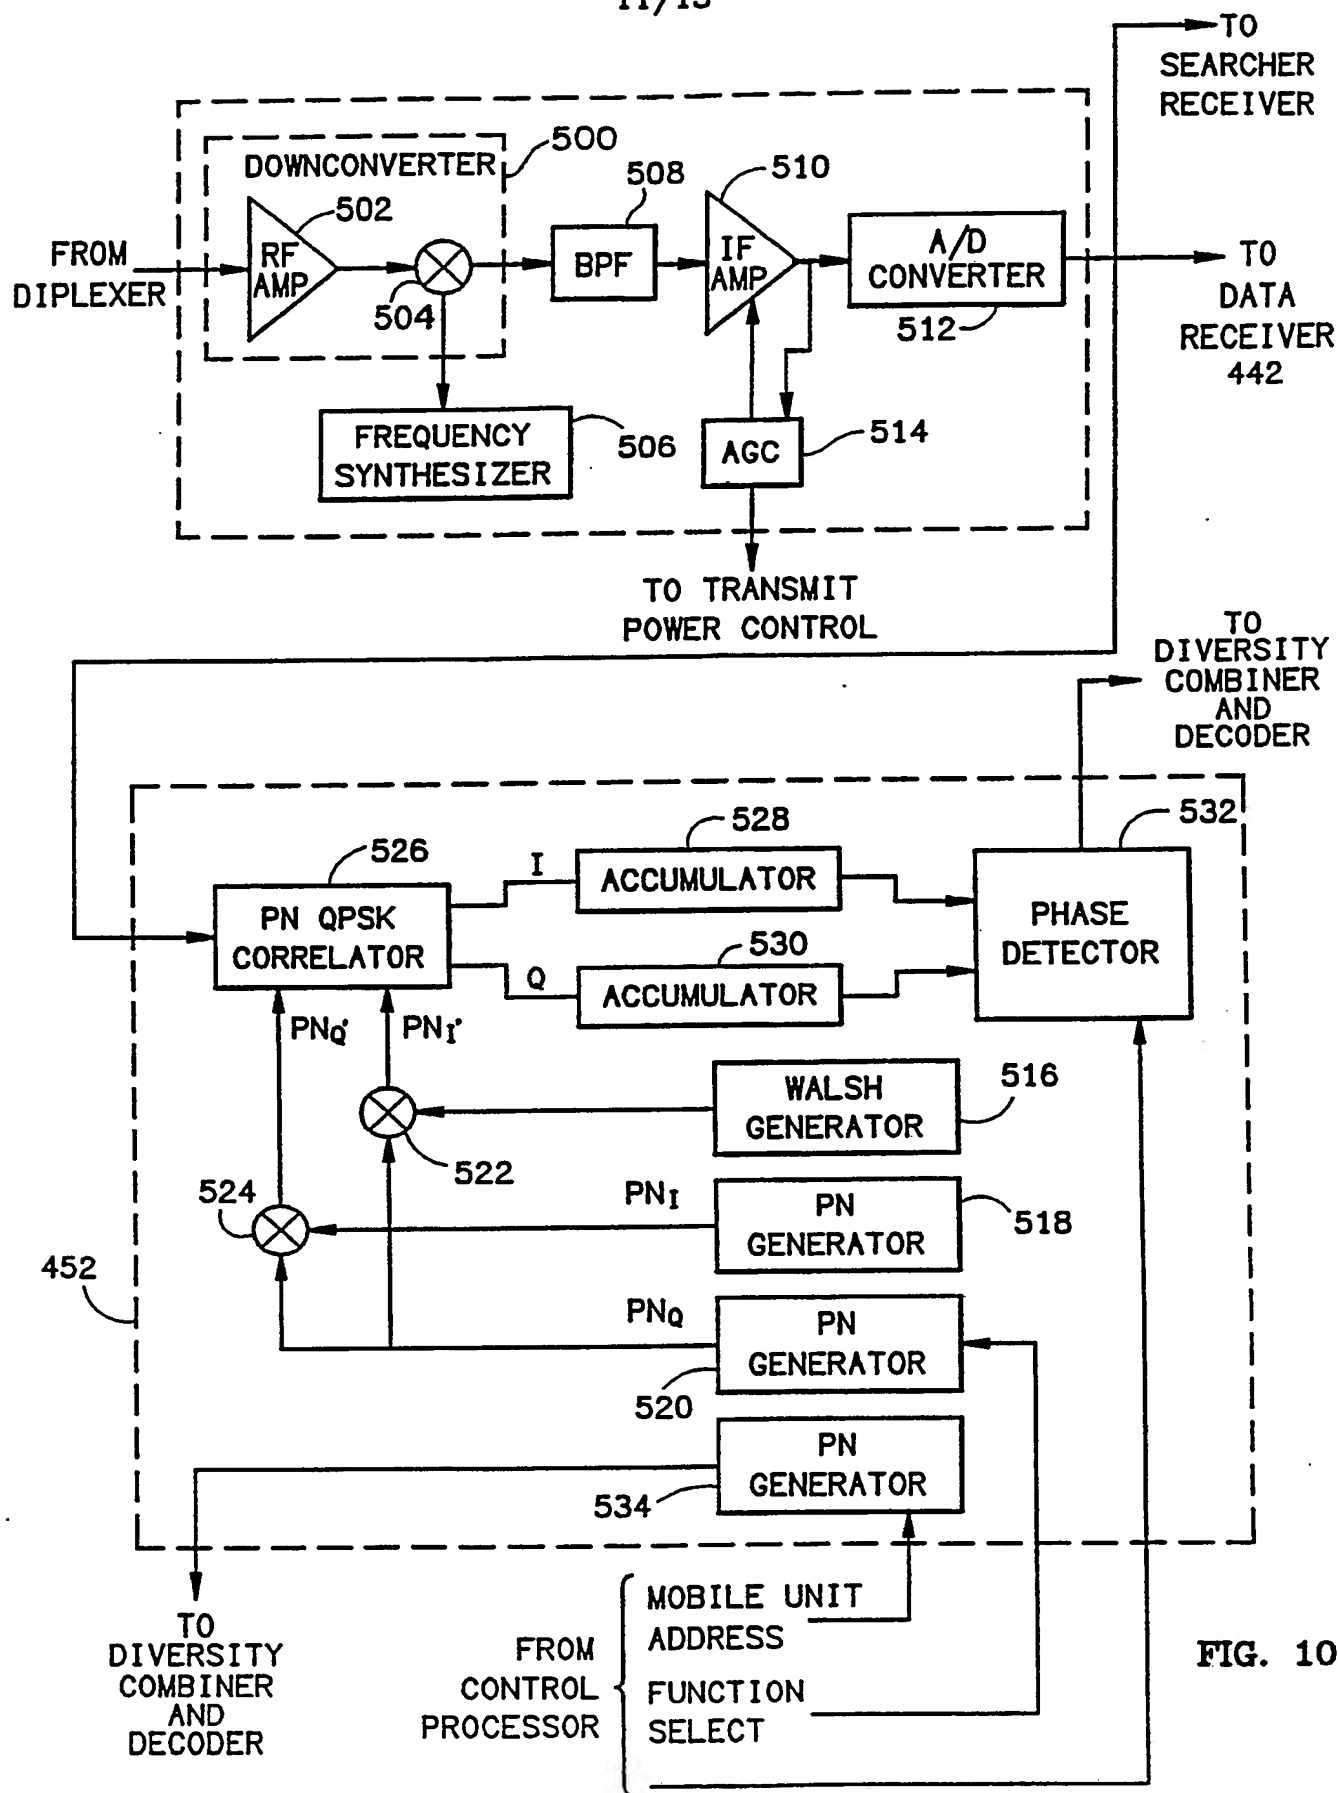 TO
SEARCHER
RECEIVER
DOWNCONVERTER
500
502
RF
AMP
504
508
BPF
510
IF
AMP
A/D
CONVERTER
512
FROM
DIPLEXER
TO
DATA
RECEIVER
442
FREQUENCY
SYNTHESIZER
506
AGC
514
TO TRANSMIT
POWER CONTROL
TO
DIVERSITY
COMBINER
AND
DECODER
526
PN QPSK
CORRELATOR
I
528
ACCUMULATOR
Q
530
ACCUMULATOR
532
PHASE
DETECTOR
PNQ'
PNI'
WALSH
GENERATOR
516
522
524
PNI
PN
GENERATOR
518
452
PNQ
PN
GENERATOR
520
PN
GENERATOR
534
TO
DIVERSITY
COMBINER
AND
DECODER
FROM
CONTROL
PROCESSOR
MOBILE UNIT
ADDRESS
FUNCTION
SELECT
FIG. 10